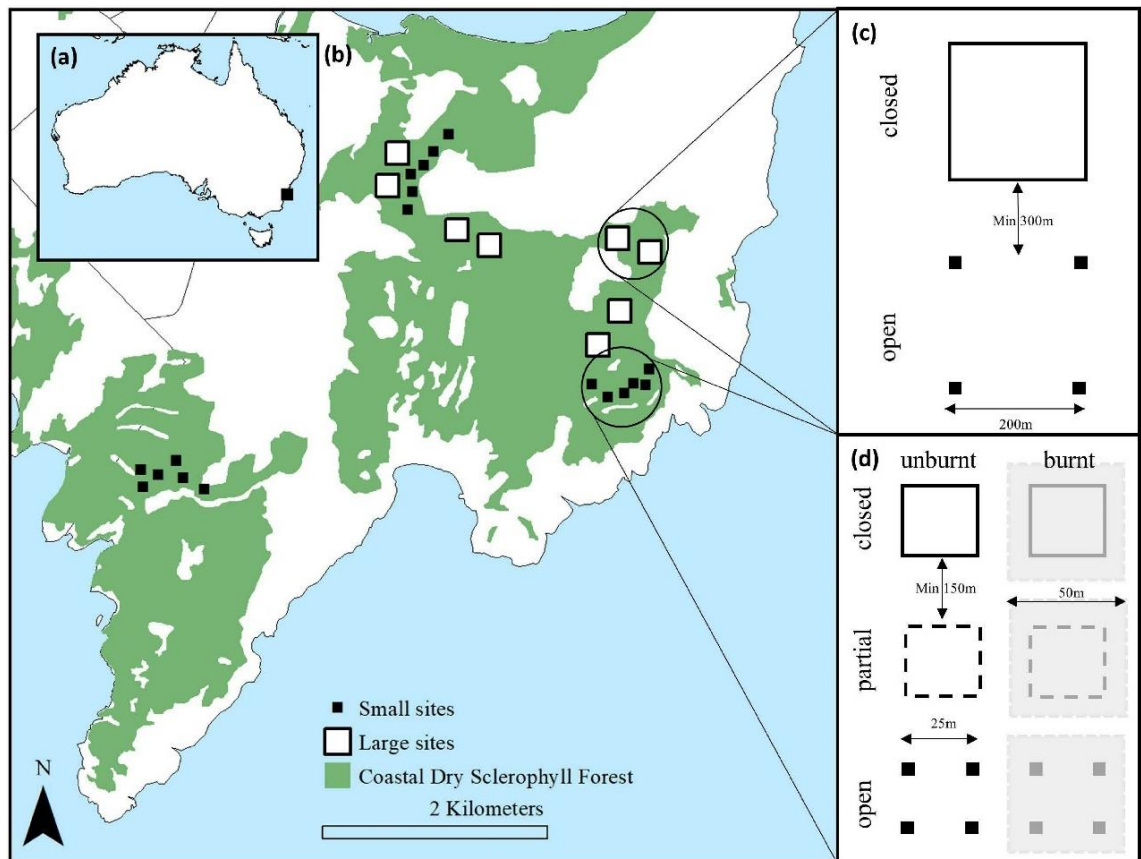 (a)
(b)
Small sites
Large sites
Coastal Dry Sclerophyll Forest
2 Kilometers
N
(c)
closed
Min 300m
open
200m
(d)
unburnt
burnt
closed
Min 150m
50m
partial
25m
open